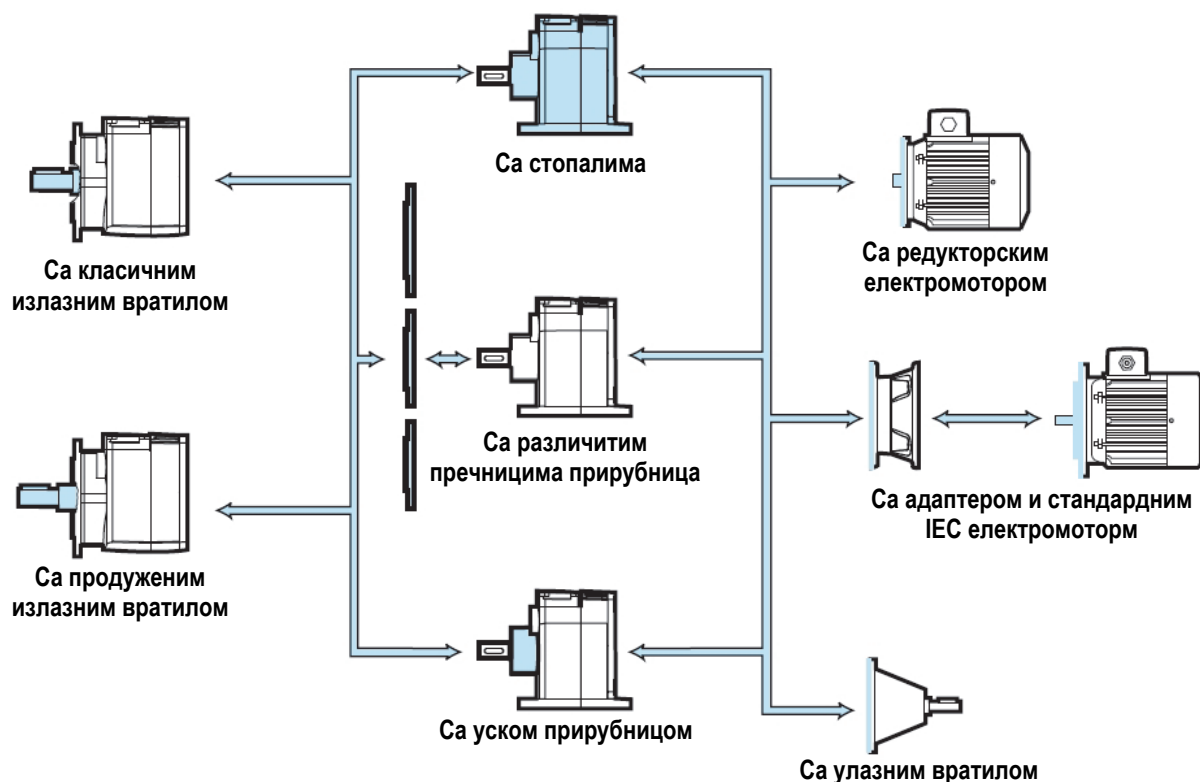 Са стопалима
Са класичним
излазним вратилом
Са редукторским
електромотором
Са различитим
пречницима прирубница
Са адаптером и стандардним
IEC електромоторм
Са продуженим
излазним вратилом
Са уском прирубницом
Са улазним вратилом